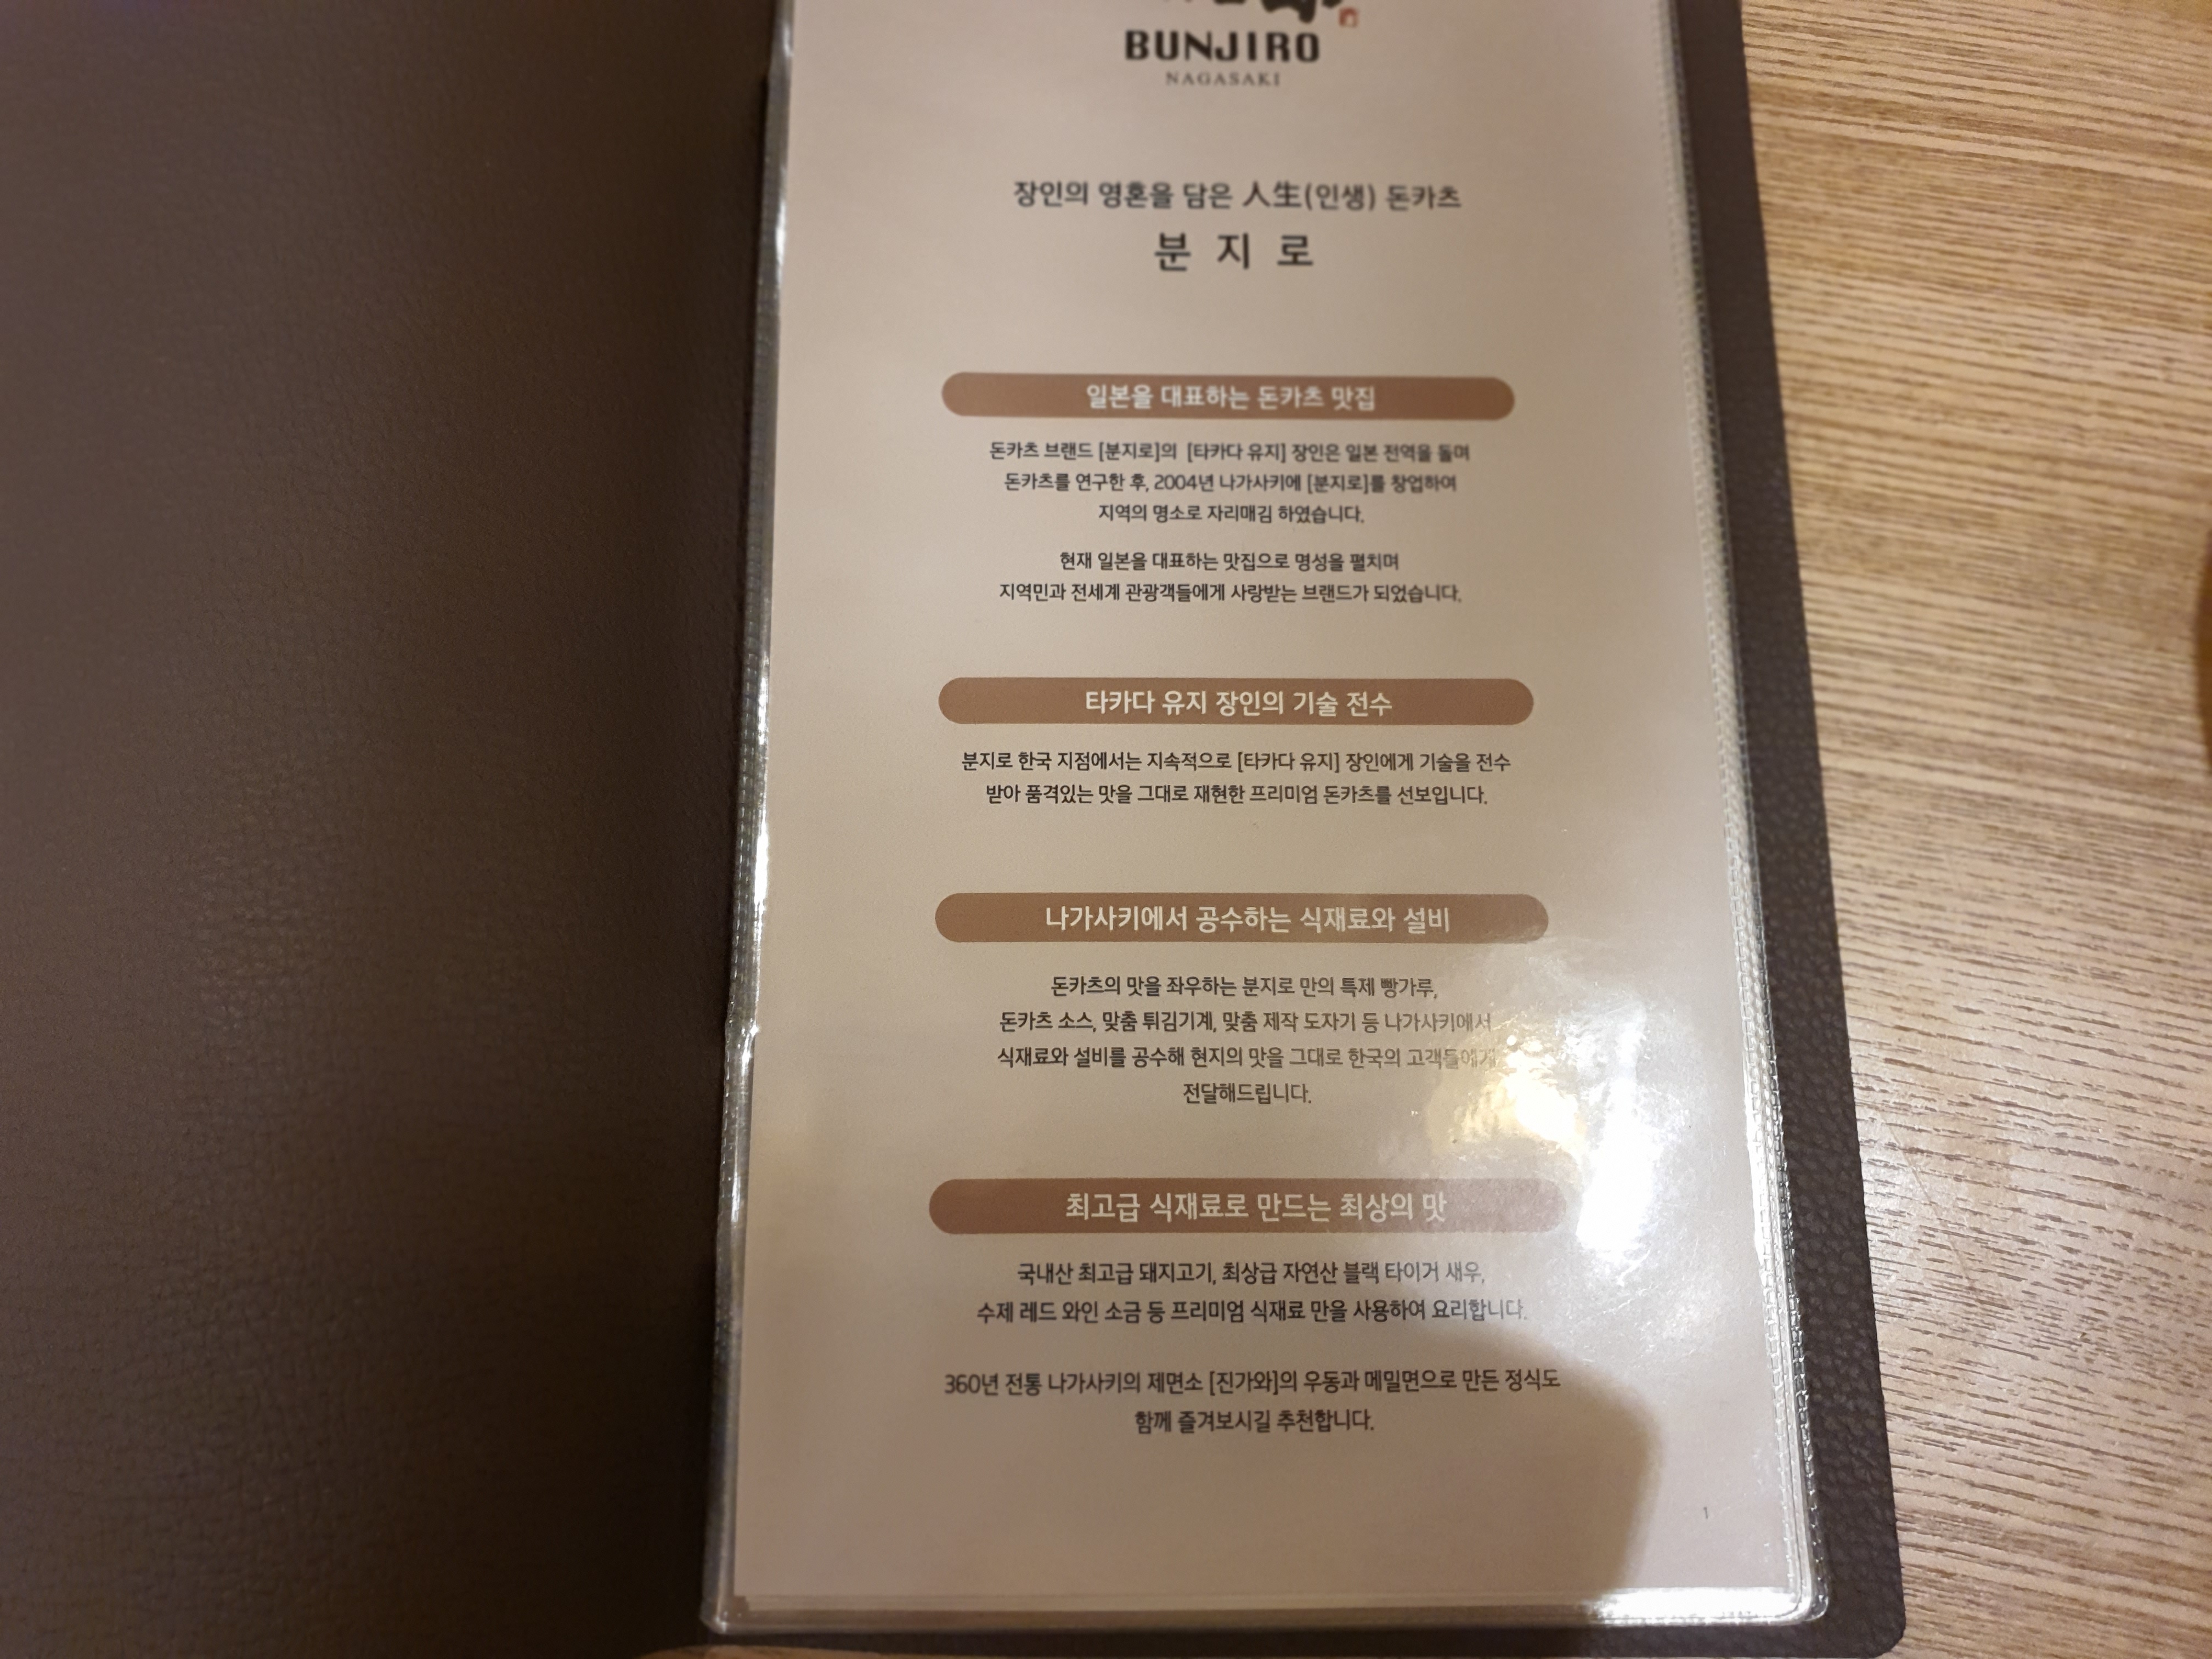 BUNJIRO
NAGASAKI
장인의 영혼을 담은 人生(인생) 돈카츠
분 지 로
일본을 대표하는 돈카츠 맛집
돈카츠 브랜드 [분지로]의 [타카다 유지] 장인은 일본 전역을 돌며
돈카츠를 연구한 후, 2004년 나가사키에 [분지로]를 창업하여
지역의 명소로 자리매김 하였습니다.
현재 일본을 대표하는 맛집으로 명성을 펼치며
지역민과 전세계 관광객들에게 사랑받는 브랜드가 되었습니다.
타카다 유지 장인의 기술 전수
분지로 한국 지점에서는 지속적으로 [타카다 유지] 장인에게 기술을 전수
받아 품격있는 맛을 그대로 재현한 프리미엄 돈카츠를 선보입니다.
나가사키에서 공수하는 식재료와 설비
돈카츠의 맛을 좌우하는 분지로 만의 특제 빵가루,
돈카츠 소스, 맞춤 튀김기계, 맞춤 제작 도자기 등 나가사키에서
식재료와 설비를 공수해 현지의 맛을 그대로 한국의 고객들에게
전달해드립니다.
최고급 식재료로 만드는 최상의 맛
국내산 최고급 돼지고기, 최상급 자연산 블랙 타이거 새우,
수제 레드 와인 소금 등 프리미엄 식재료 만을 사용하여 요리합니다.
360년 전통 나가사키의 제면소 [진가와]의 우동과 메밀면으로 만든 정식도
함께 즐겨보시길 추천합니다.
1